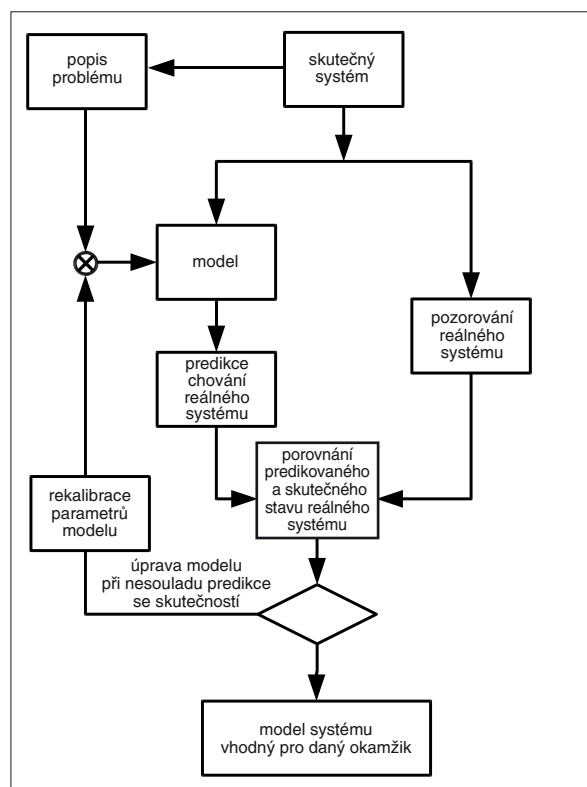 popis
problému
skutečný
systém
model
pozorování
reálného
systému
predikce
chování
reálného
systému
porovnání
predikovaného
a skutečného
stavu reálného
systému
rekalibrace
parametrů
modelu
úprava modelu
při nesouladu predikce
se skutečností
model systému
vhodný pro daný okamžik